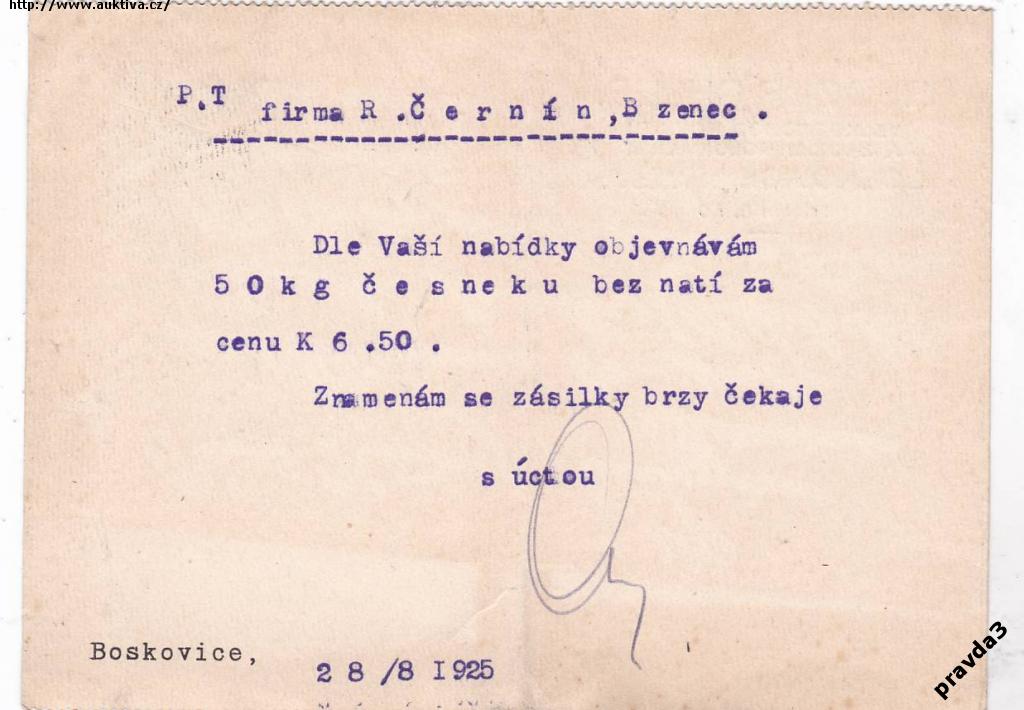 http://www.auktiva.cz/
P.T firma R.Černín,Bzenec.
Dle Vaší nabídky objevnávám
50kg česneku bez natí za
cenu K 6.50.
Znamenám se zásilky brzy čekaje
s úctou
Boskovice, 28/8 I925
pravda3